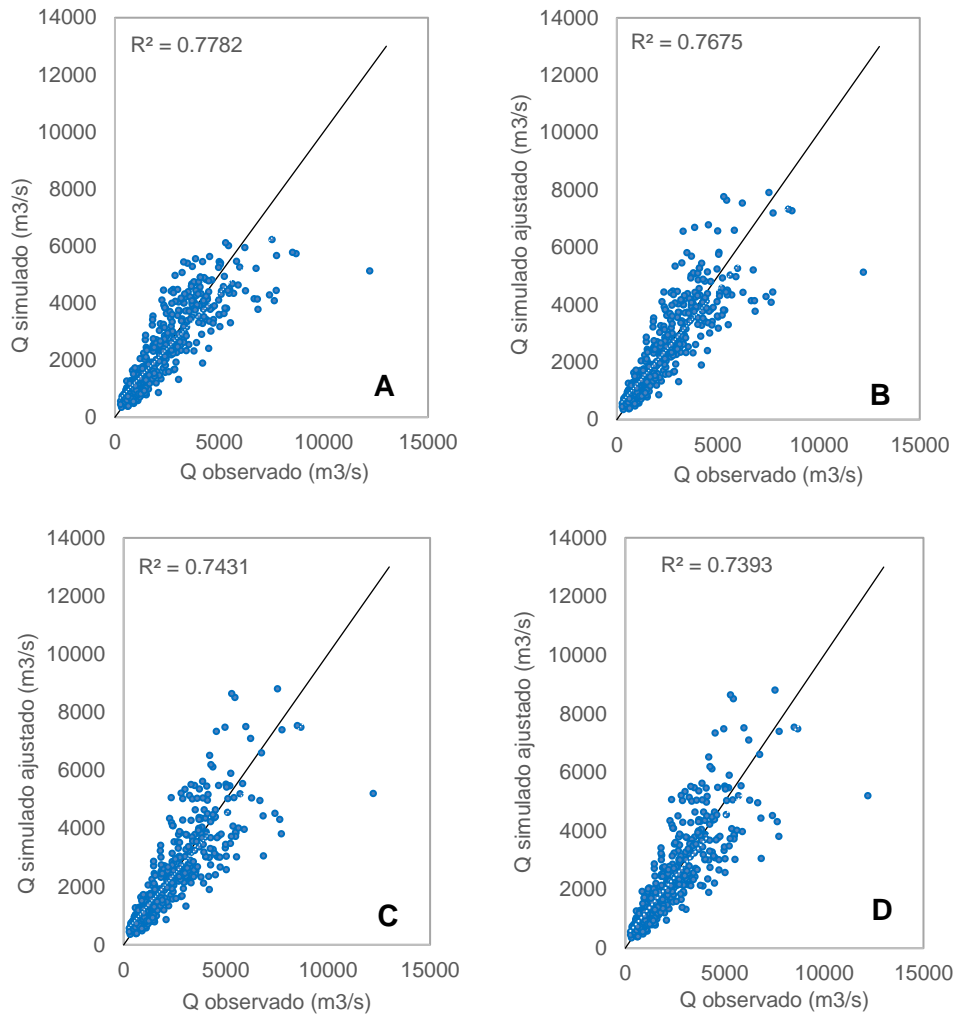 R² = 0.7782
14000
12000
10000
8000
6000
4000
2000
0
Q simulado (m3/s)
0 5000 10000 15000
Q observado (m3/s)
A
R² = 0.7675
14000
12000
10000
8000
6000
4000
2000
0
Q simulado ajustado (m3/s)
0 5000 10000 15000
Q observado (m3/s)
B
R² = 0.7431
14000
12000
10000
8000
6000
4000
2000
0
Q simulado ajustado (m3/s)
0 5000 10000 15000
Q observado (m3/s)
C
R² = 0.7393
14000
12000
10000
8000
6000
4000
2000
0
Q simulado ajustado (m3/s)
0 5000 10000 15000
Q observado (m3/s)
D